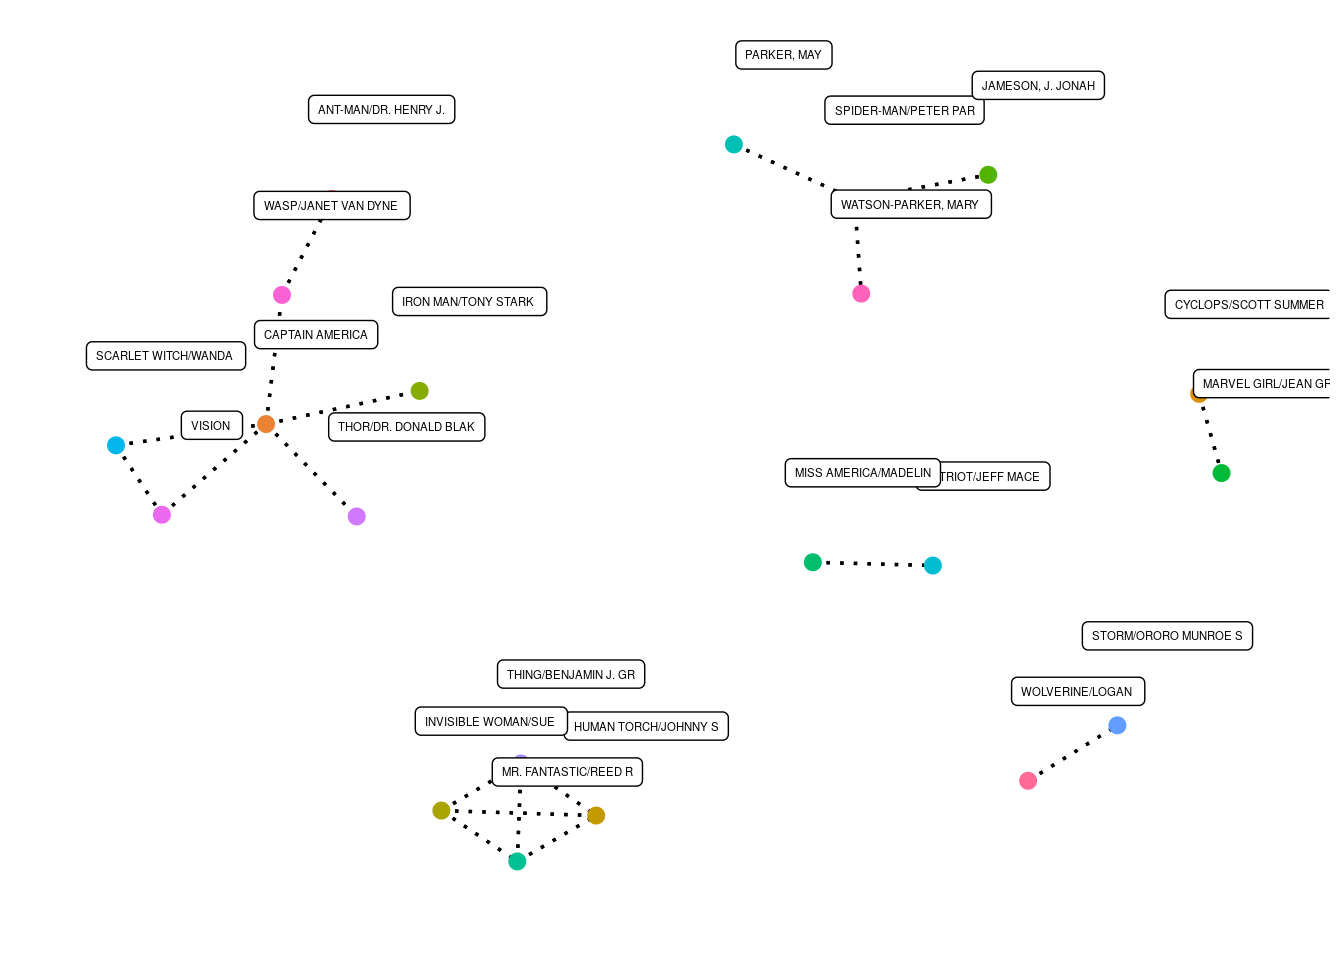 PARKER, MAY
JAMESON, J. JONAH
ANT-MAN/DR. HENRY J.
SPIDER-MAN/PETER PAR
WASP/JANET VAN DYNE
WATSON-PARKER, MARY
IRON MAN/TONY STARK
CYCLOPS/SCOTT SUMMER
CAPTAIN AMERICA
SCARLET WITCH/WANDA
MARVEL GIRL/JEAN GR
VISION
THOR/DR. DONALD BLAK
MISS AMERICA/MADELIN
TRIOT/JEFF MACE
STORM/ORORO MUNROE S
THING/BENJAMIN J. GR
WOLVERINE/LOGAN
INVISIBLE WOMAN/SUE
HUMAN TORCH/JOHNNY S
MR. FANTASTIC/REED R